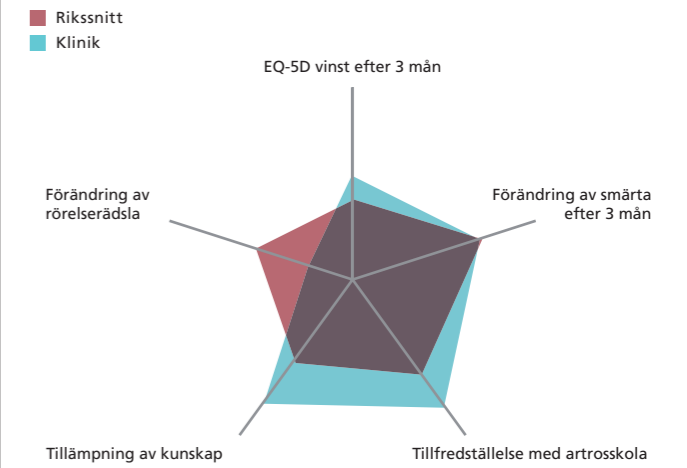 Rikssnitt
Klinik
EQ-5D vinst efter 3 mån
Förändring av
rörelserädsla
Förändring av smärta
efter 3 mån
Tillämpning av kunskap
Tillfredställelse med artrosskola